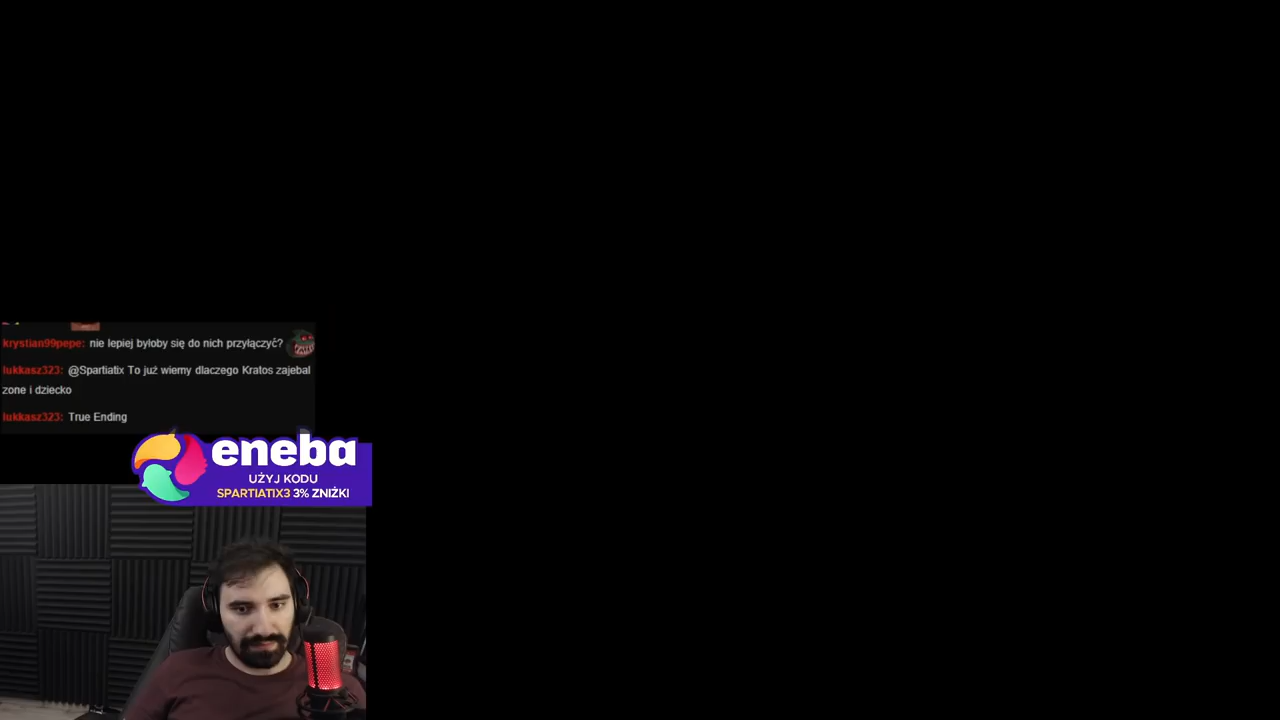 krystian99pepe: nie lepiej byłoby się do nich przyłączyć?
lukkasz323: @Spartiatix To już wiemy dlaczego Kratos zajebal
zone i dziecko
lukkasz323: True Ending
eneba
UŻYJ KODU
SPARTIATIX3 3% ZNIŻKI